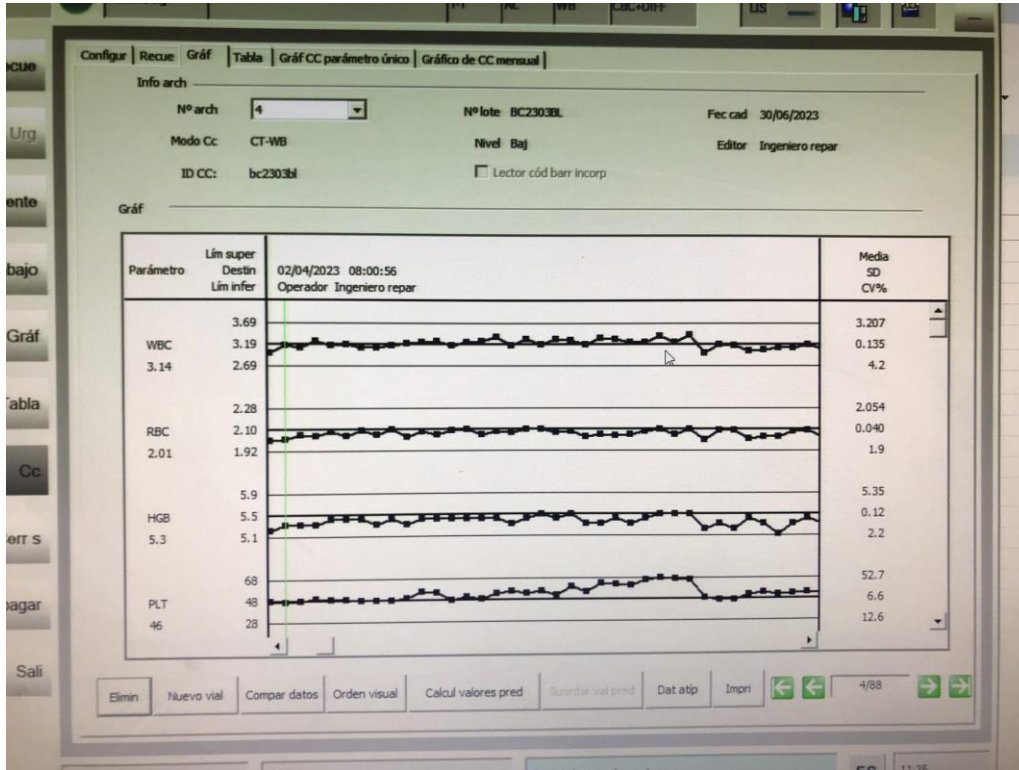 WB CBC+DIFF LIS
Configur Recue Gráf Tabla Gráf CC parámetro único Gráfico de CC mensual
Info arch
Nº arch 4 Nº lote BC2303BL Fec cad 30/06/2023
Modo Cc CT-WB Nivel Baj Editor Ingeniero repar
ID CC: bc2303bl Lector cód barr incorp
Gráf
Parámetro Lím super Destin Lím infer 02/04/2023 08:00:56 Operador Ingeniero repar Media SD CV%
3.69 3.207
WBC 3.19 0.135
3.14 2.69 4.2
2.28 2.054
RBC 2.10 0.040
2.01 1.92 1.9
5.9 5.35
HGB 5.5 0.12
5.3 5.1 2.2
68 52.7
PLT 48 6.6
46 28 12.6
Elimin Nuevo vial Compar datos Orden visual Calcul valores pred Guardar val pred Dat atíp Impri 4/88
Urg
Gráf
Cc
Sali
ES 11:35